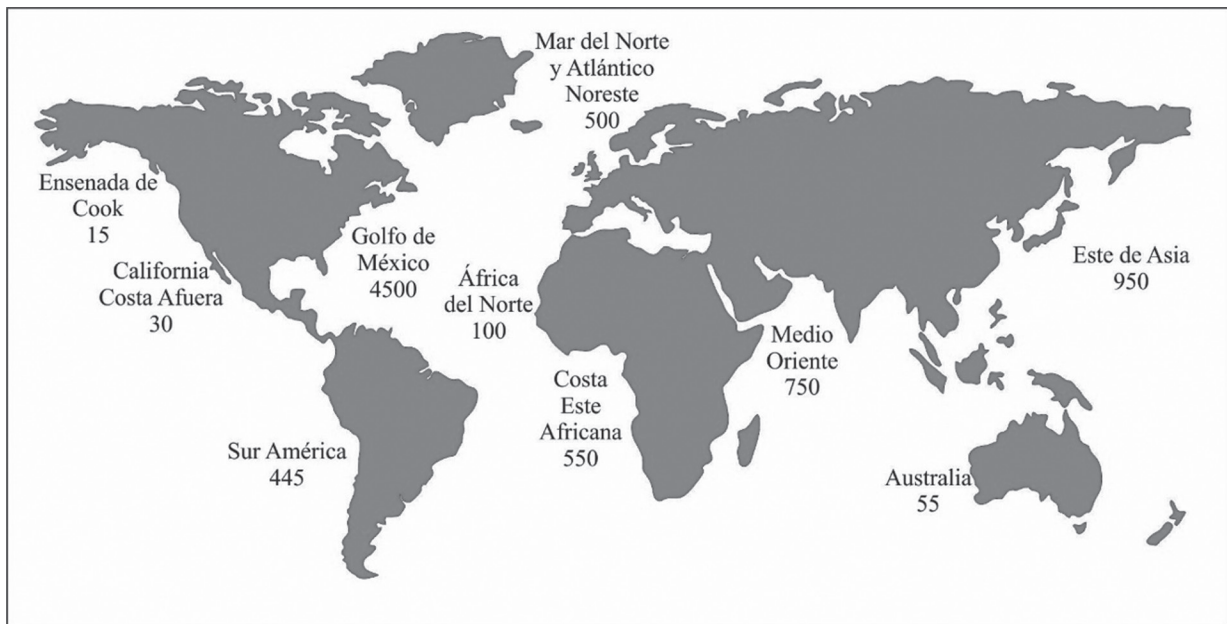 Mar del Norte
y Atlántico
Noreste
500
Ensenada de
Cook
15
Golfo de
México
4500
California
Costa Afuera
30
África
del Norte
100
Este de Asia
950
Medio
Oriente
750
Costa
Este
Africana
550
Sur América
445
Australia
55